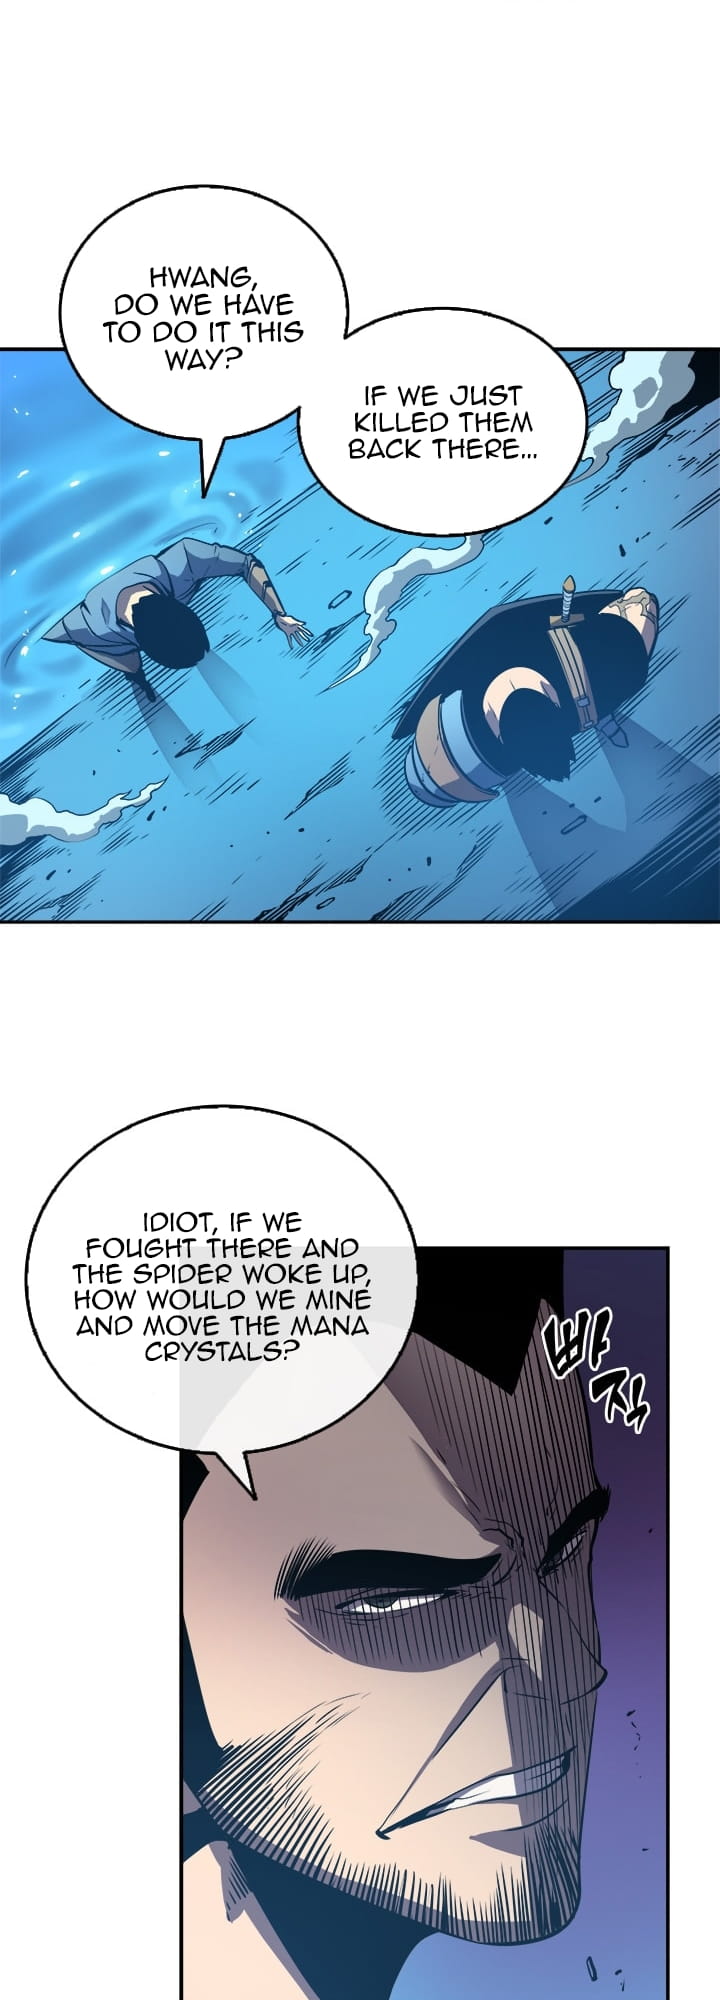 HWANG,
DO WE HAVE
TO DO IT THIS
WAY?
IF WE JUST
KILLED THEM
BACK THERE...
IDIOT, IF WE
FOUGHT THERE AND
THE SPIDER WOKE UP,
HOW WOULD WE MINE
AND MOVE THE MANA
CRYSTALS?
빠
직